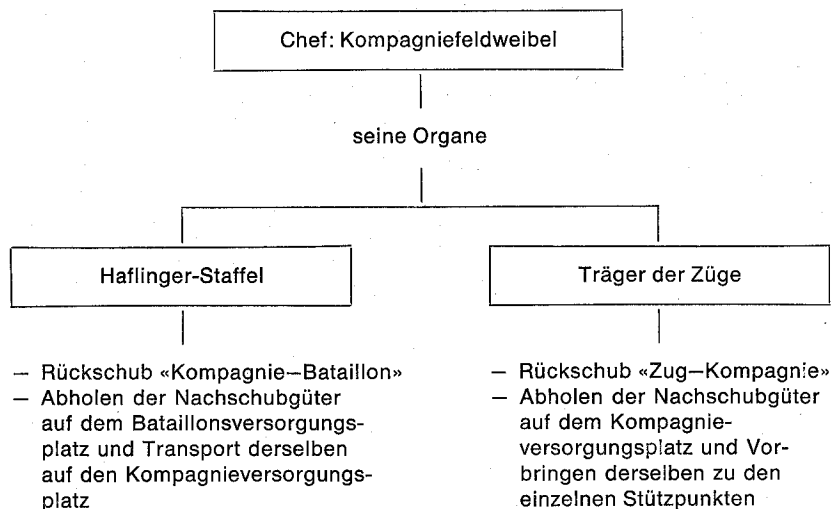 Chef: Kompagniefeldweibel
seine Organe
Haflinger-Staffel
— Rückschub «Kompagnie—Bataillon»
— Abholen der Nachschubgüter
auf dem Bataillonsversorgungs-
platz und Transport derselben
auf den Kompagnieversorgungs-
platz
Träger der Züge
— Rückschub «Zug—Kompagnie»
— Abholen der Nachschubgüter
auf dem Kompagnie-
versorgungsplatz und Vor-
bringen derselben zu den
einzelnen Stützpunkten